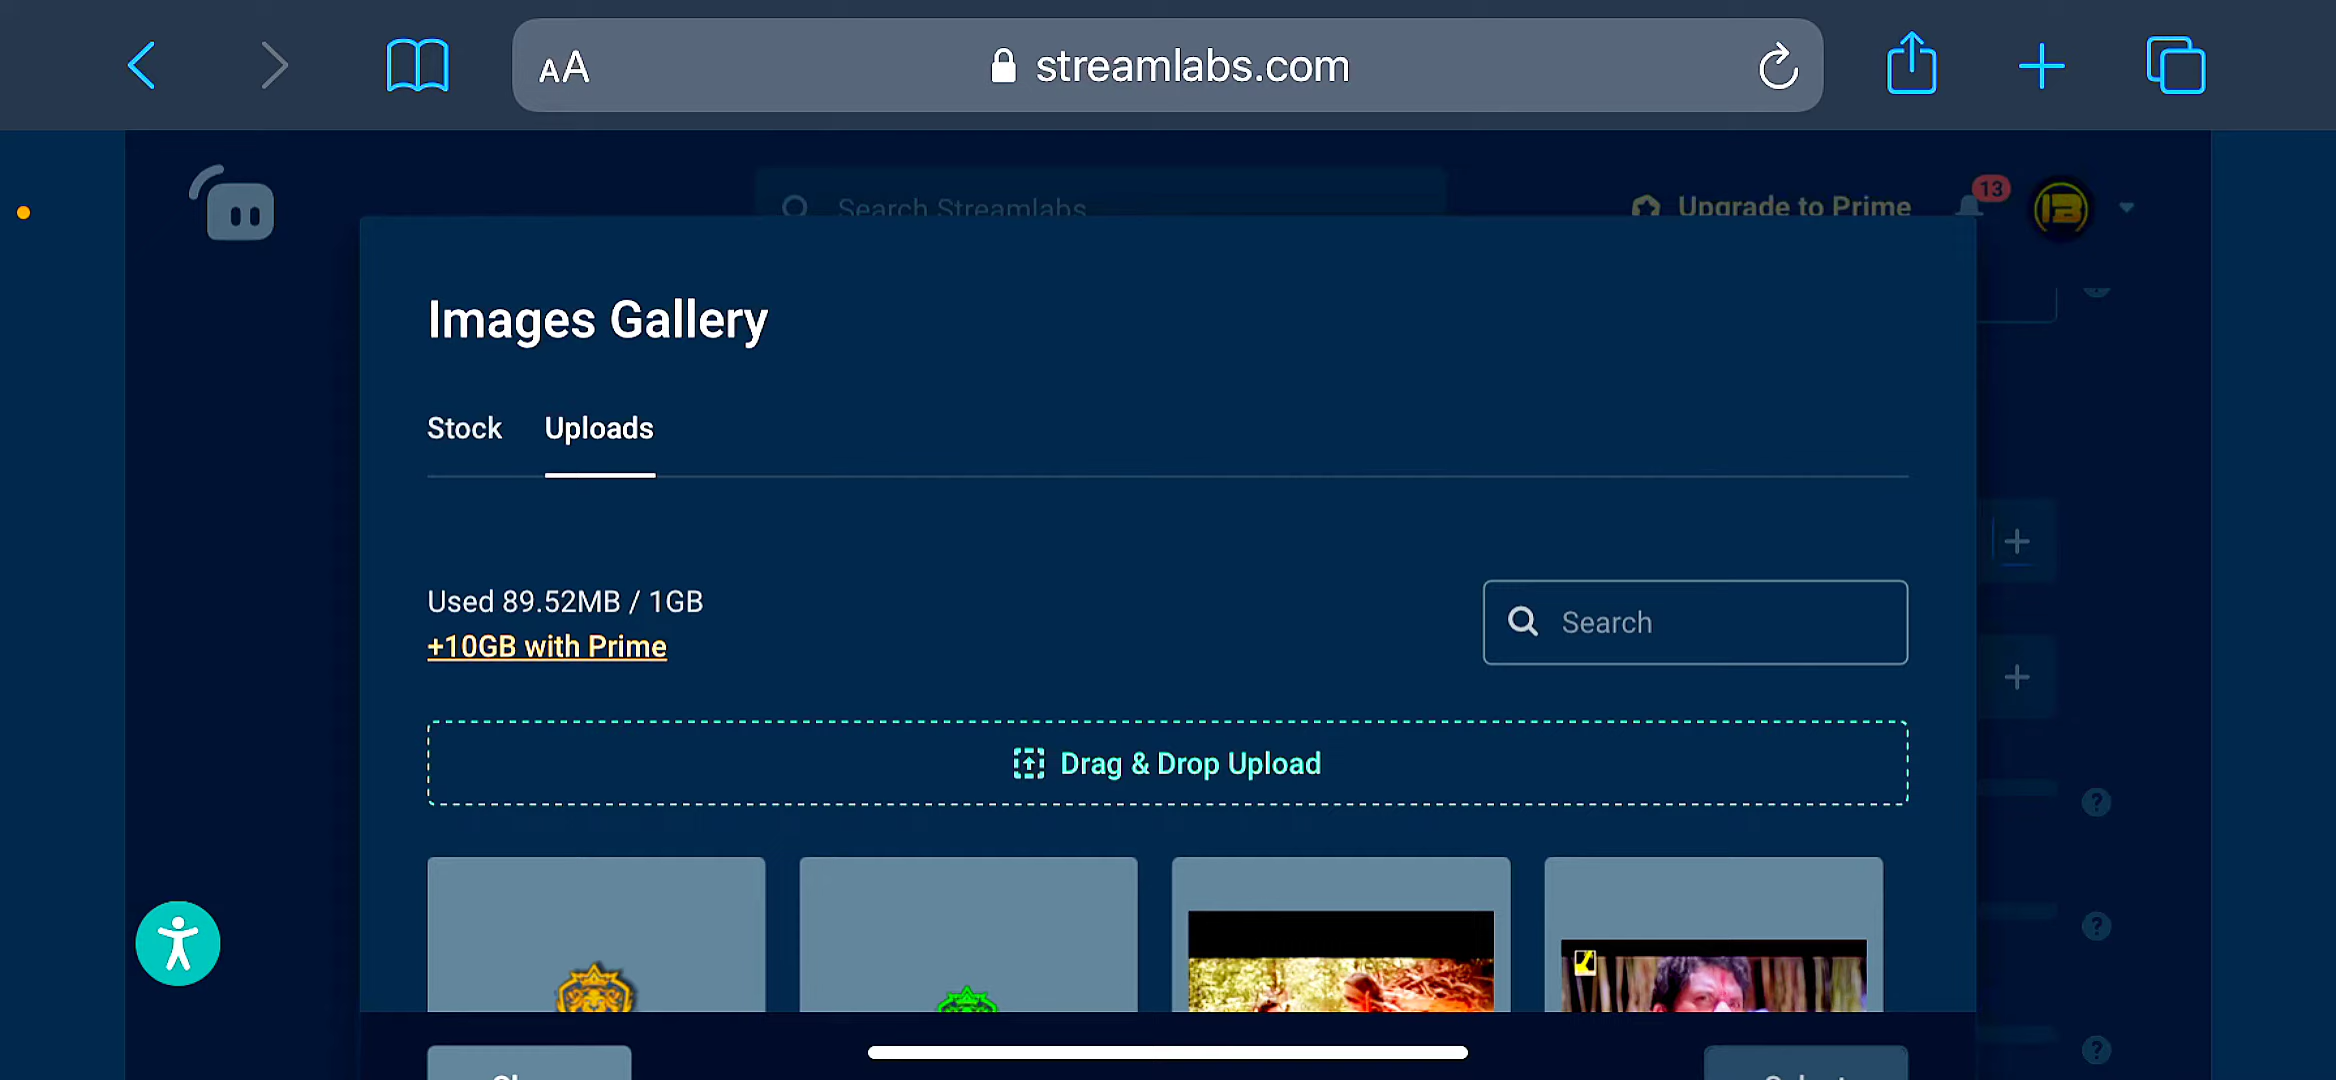 AA
streamlabs.com
Search Streamlabs
Upgrade to Prime
13
Images Gallery
Stock
Uploads
Used 89.52MB / 1GB
+10GB with Prime
Search
Drag & Drop Upload